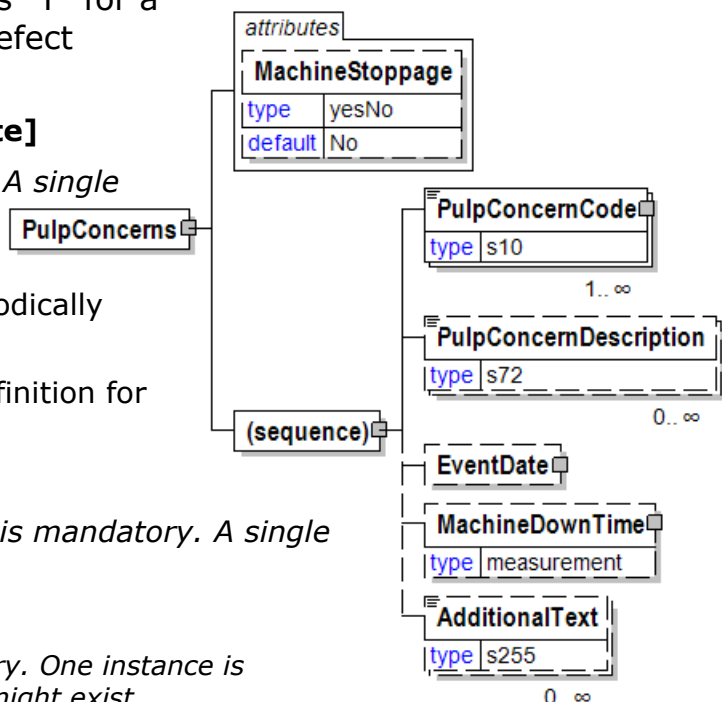 for a
efect
te]
A single
odically
finition for
is mandatory. A single
ry. One instance is
might exist
attributes
MachineStoppage
type yesNo
default No
PulpConcerns
(sequence)
PulpConcernCode
type s10
1.. ∞
PulpConcernDescription
type s72
0.. ∞
EventDate
MachineDownTime
type measurement
AdditionalText
type s255
0.. ∞